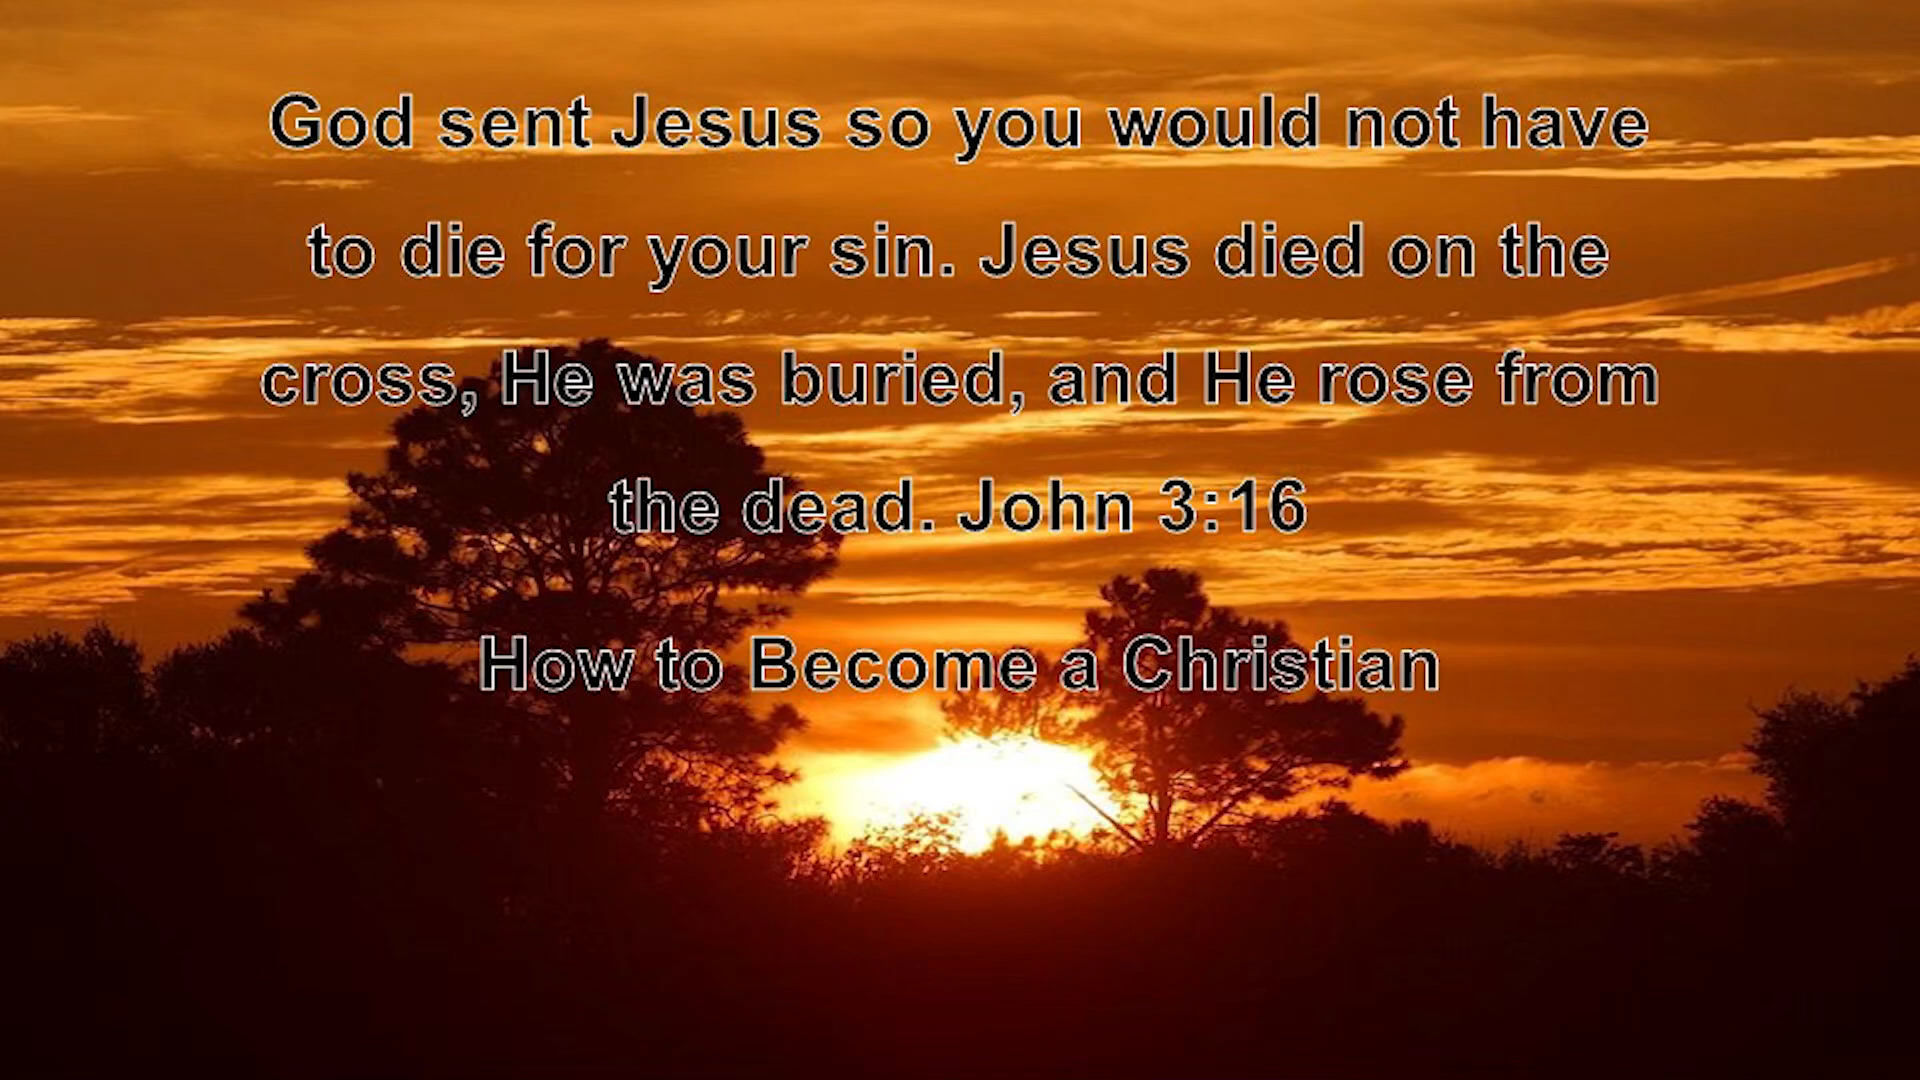 God sent Jesus so you would not have
to die for your sin. Jesus died on the
cross, He was buried, and He rose from
the dead. John 3:16
How to Become a Christian